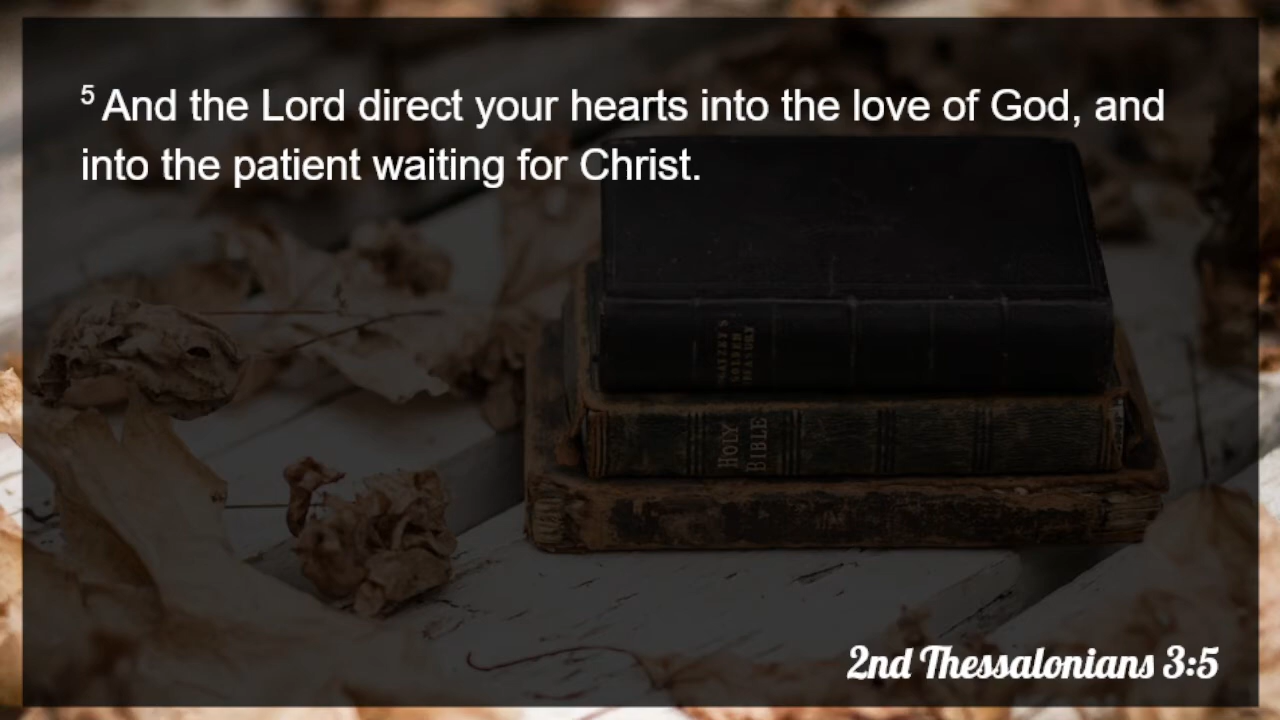 ⁵ And the Lord direct your hearts into the love of God, and
into the patient waiting for Christ.
HOLY
BIBLE
2nd Thessalonians 3:5